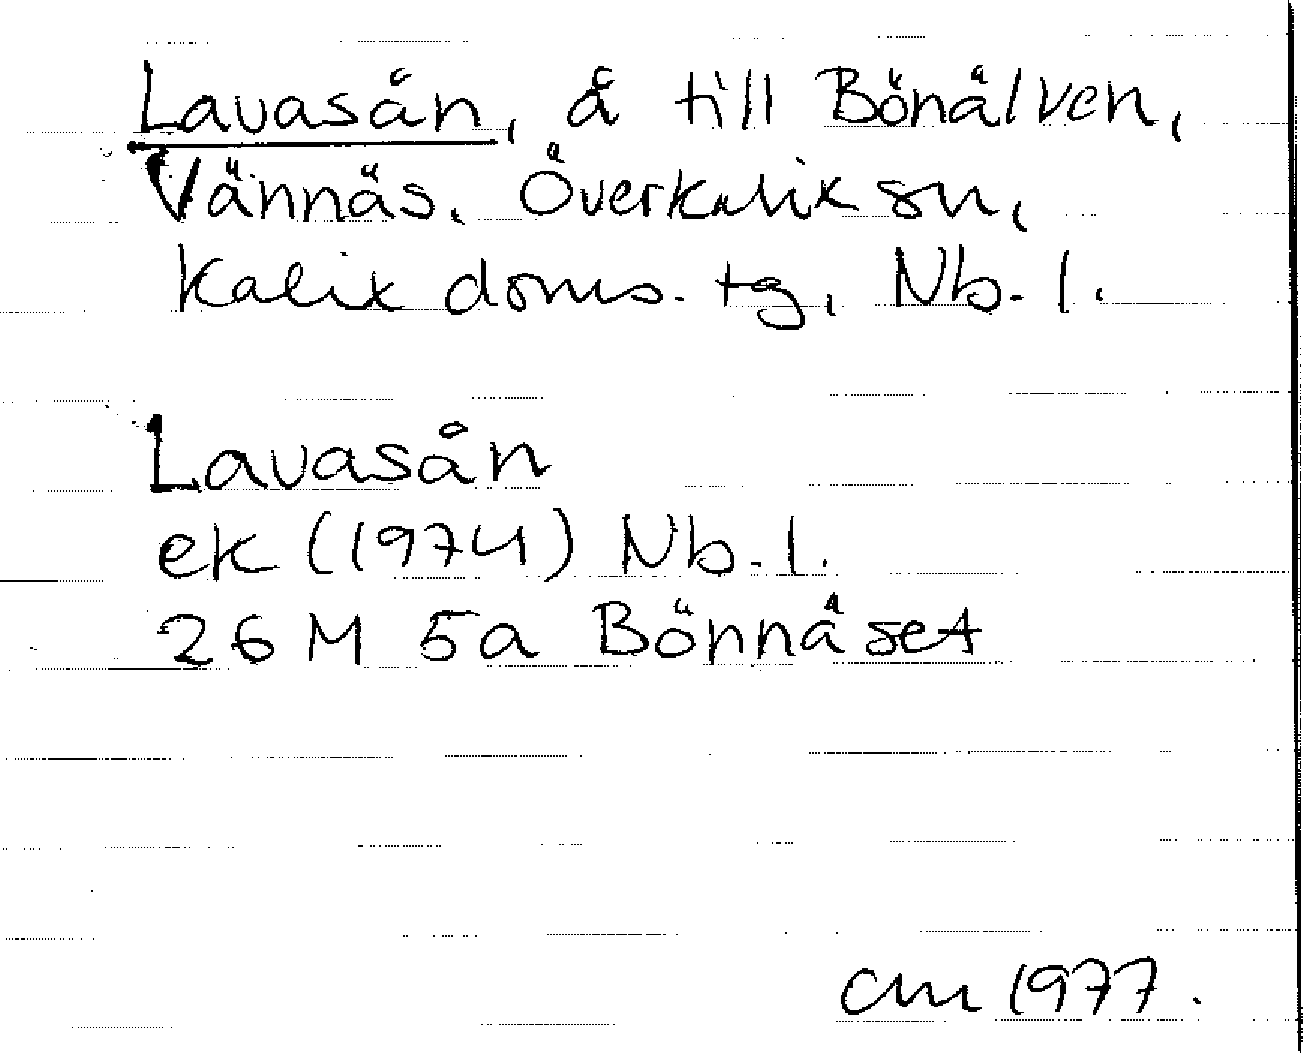 Lavasån, å till Bönälven,
Vännäs. Överkalix sn,
Kalix doms. tg, Nb. l.
Lavasån
ek (1974) Nb. l.
26 M 5a Bönnåset
cm 1977.